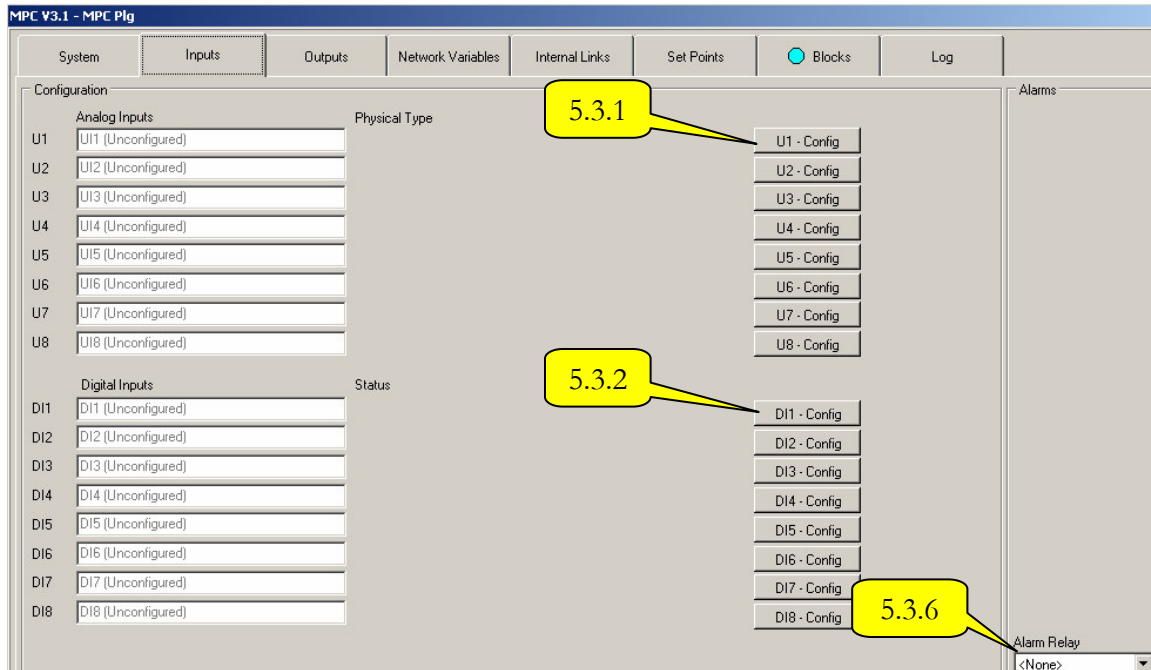 MPC V3.1 - MPC Plg
System Inputs Outputs Network Variables Internal Links Set Points Blocks Log
Configuration Alarms
5.3.1
Analog Inputs Physical Type
U1 UI1 (Unconfigured) U1 - Config
U2 UI2 (Unconfigured) U2 - Config
U3 UI3 (Unconfigured) U3 - Config
U4 UI4 (Unconfigured) U4 - Config
U5 UI5 (Unconfigured) U5 - Config
U6 UI6 (Unconfigured) U6 - Config
U7 UI7 (Unconfigured) U7 - Config
U8 UI8 (Unconfigured) U8 - Config
5.3.2
Digital Inputs Status
DI1 DI1 (Unconfigured) DI1 - Config
DI2 DI2 (Unconfigured) DI2 - Config
DI3 DI3 (Unconfigured) DI3 - Config
DI4 DI4 (Unconfigured) DI4 - Config
DI5 DI5 (Unconfigured) DI5 - Config
DI6 DI6 (Unconfigured) DI6 - Config
DI7 DI7 (Unconfigured) DI7 - Config
DI8 DI8 (Unconfigured) DI8 - Config
5.3.6
Alarm Relay
<None>